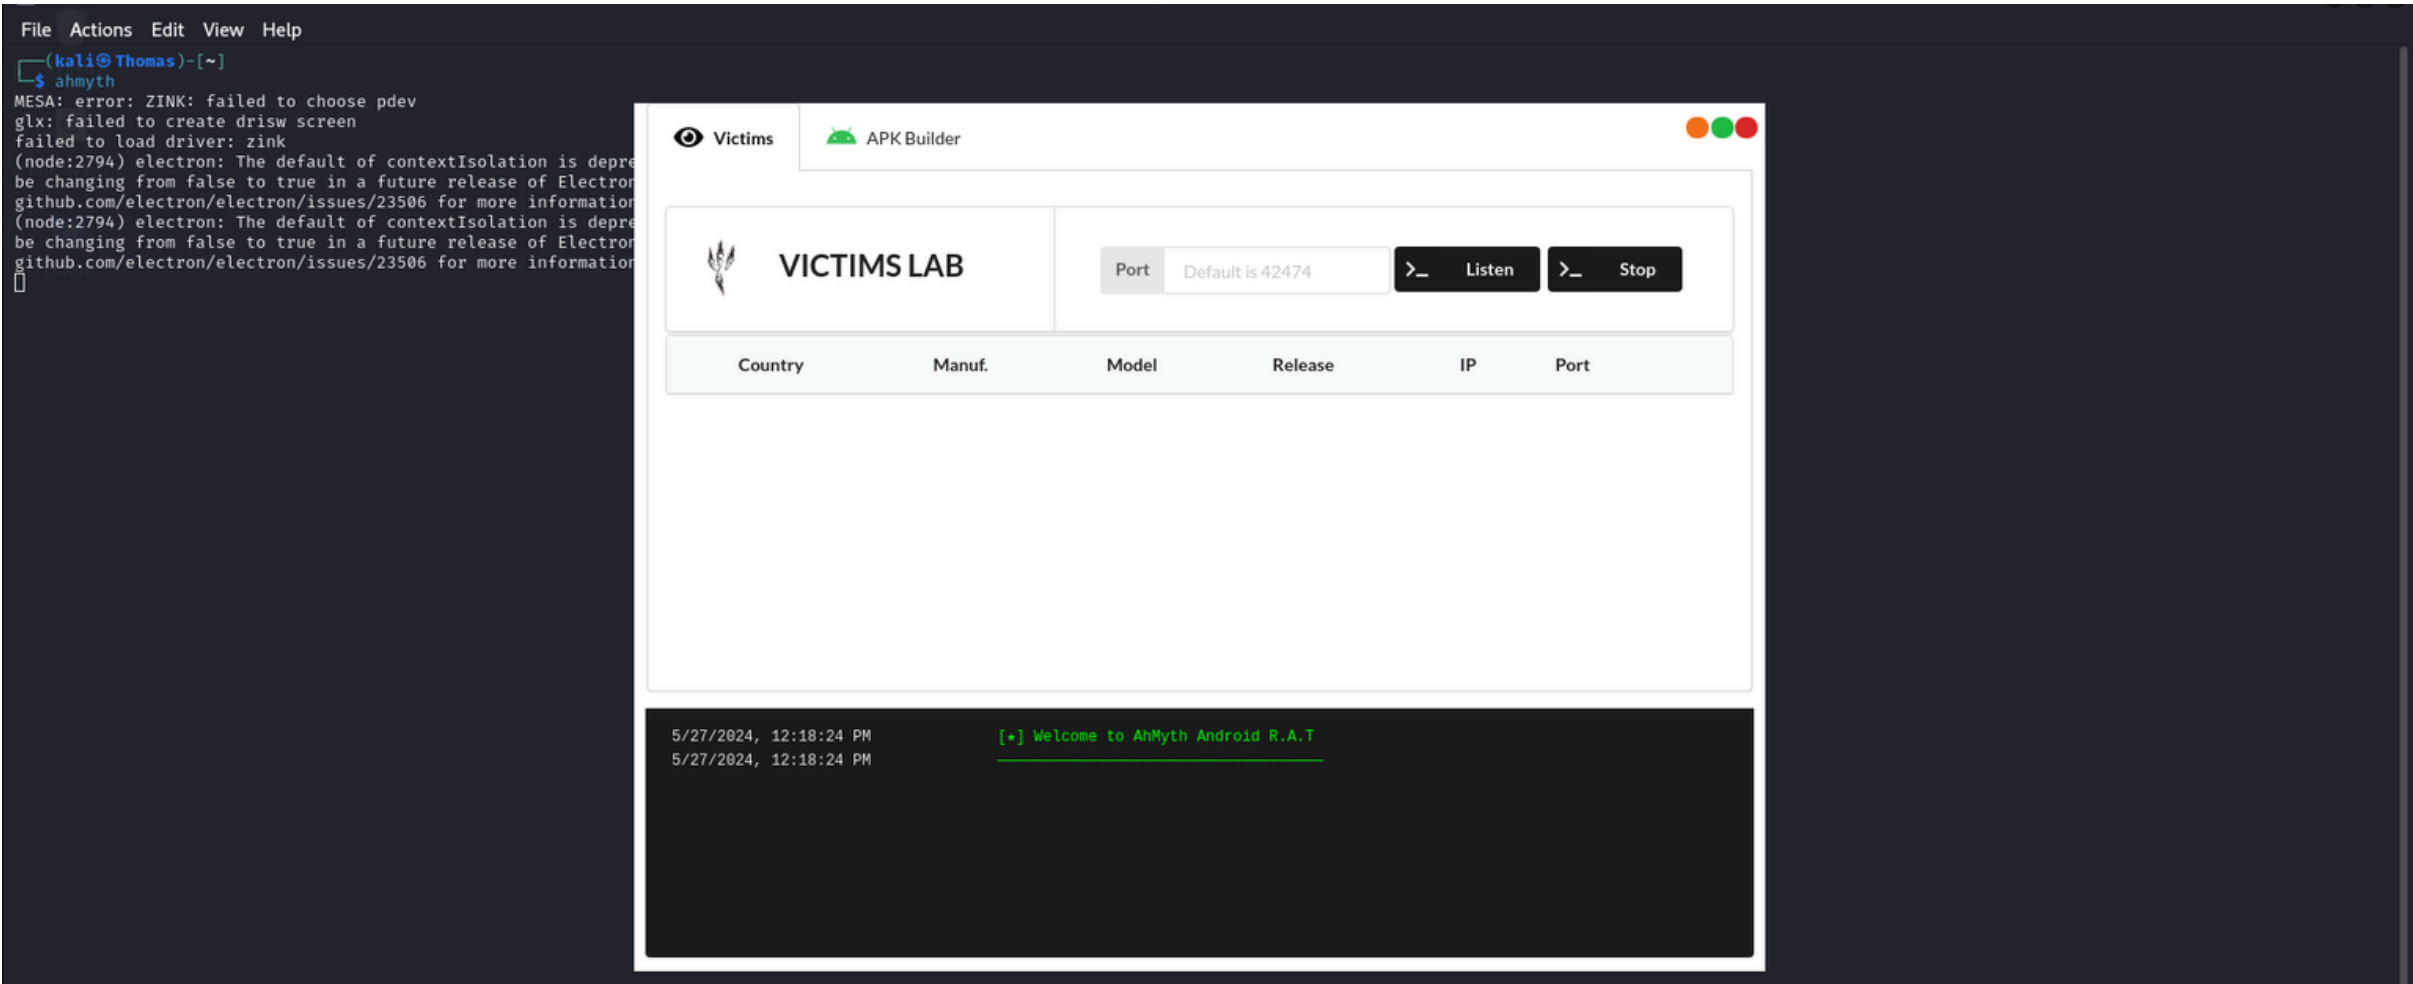 File Actions Edit View Help
(kali㉿Thomas)-[~]
$ ahmyth
MESA: error: ZINK: failed to choose pdev
glx: failed to create drisw screen
failed to load driver: zink
(node:2794) electron: The default of contextIsolation is depre
be changing from false to true in a future release of Electron
github.com/electron/electron/issues/23506 for more information
(node:2794) electron: The default of contextIsolation is depre
be changing from false to true in a future release of Electron
github.com/electron/electron/issues/23506 for more information
Victims APK Builder
VICTIMS LAB
Port Default is 42474 >_ Listen >_ Stop
Country Manuf. Model Release IP Port
5/27/2024, 12:18:24 PM [★] Welcome to AhMyth Android R.A.T
5/27/2024, 12:18:24 PM